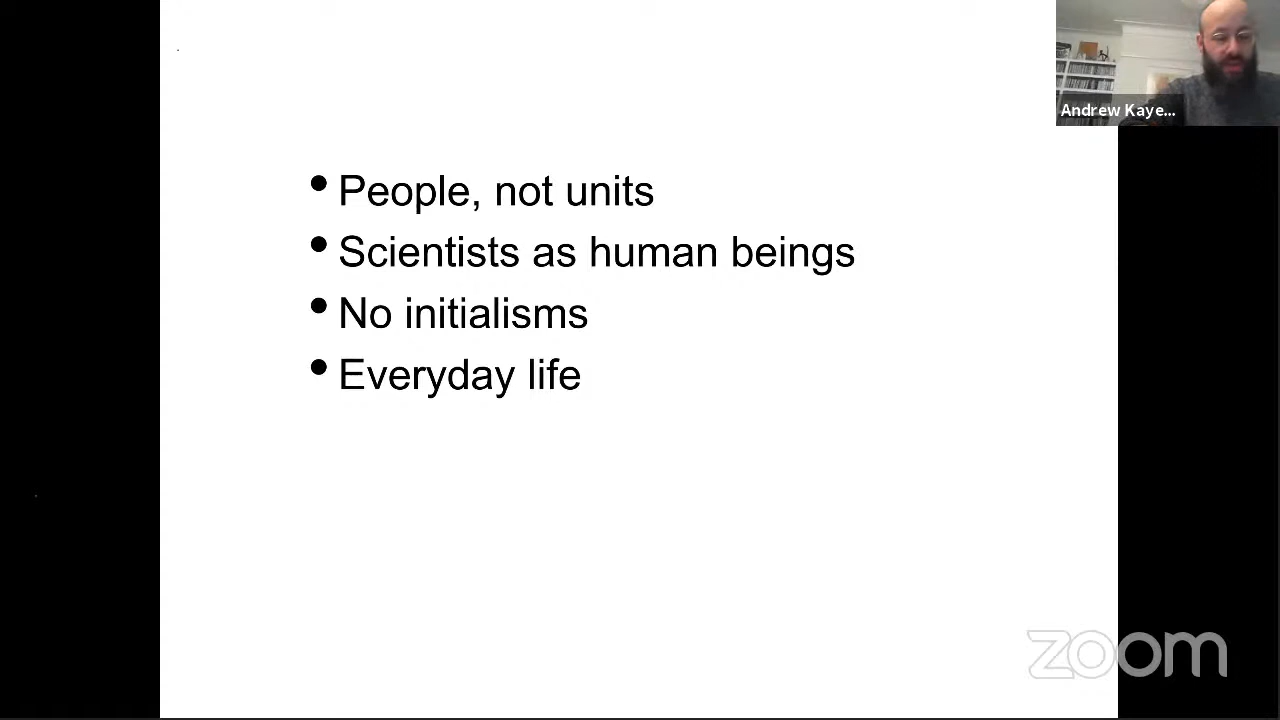 Andrew Kaye...
• People, not units
• Scientists as human beings
• No initialisms
• Everyday life
zoom